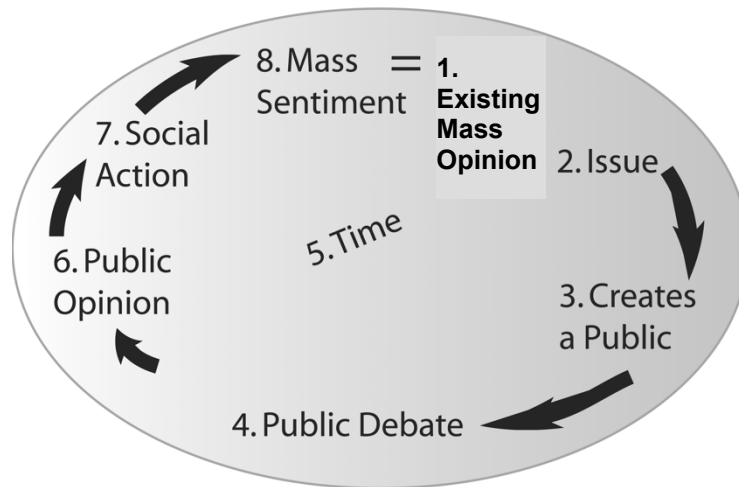 8. Mass =
Sentiment
1.
Existing
Mass
Opinion
2. Issue
3. Creates
a Public
4. Public Debate
5. Time
6. Public
Opinion
7. Social
Action